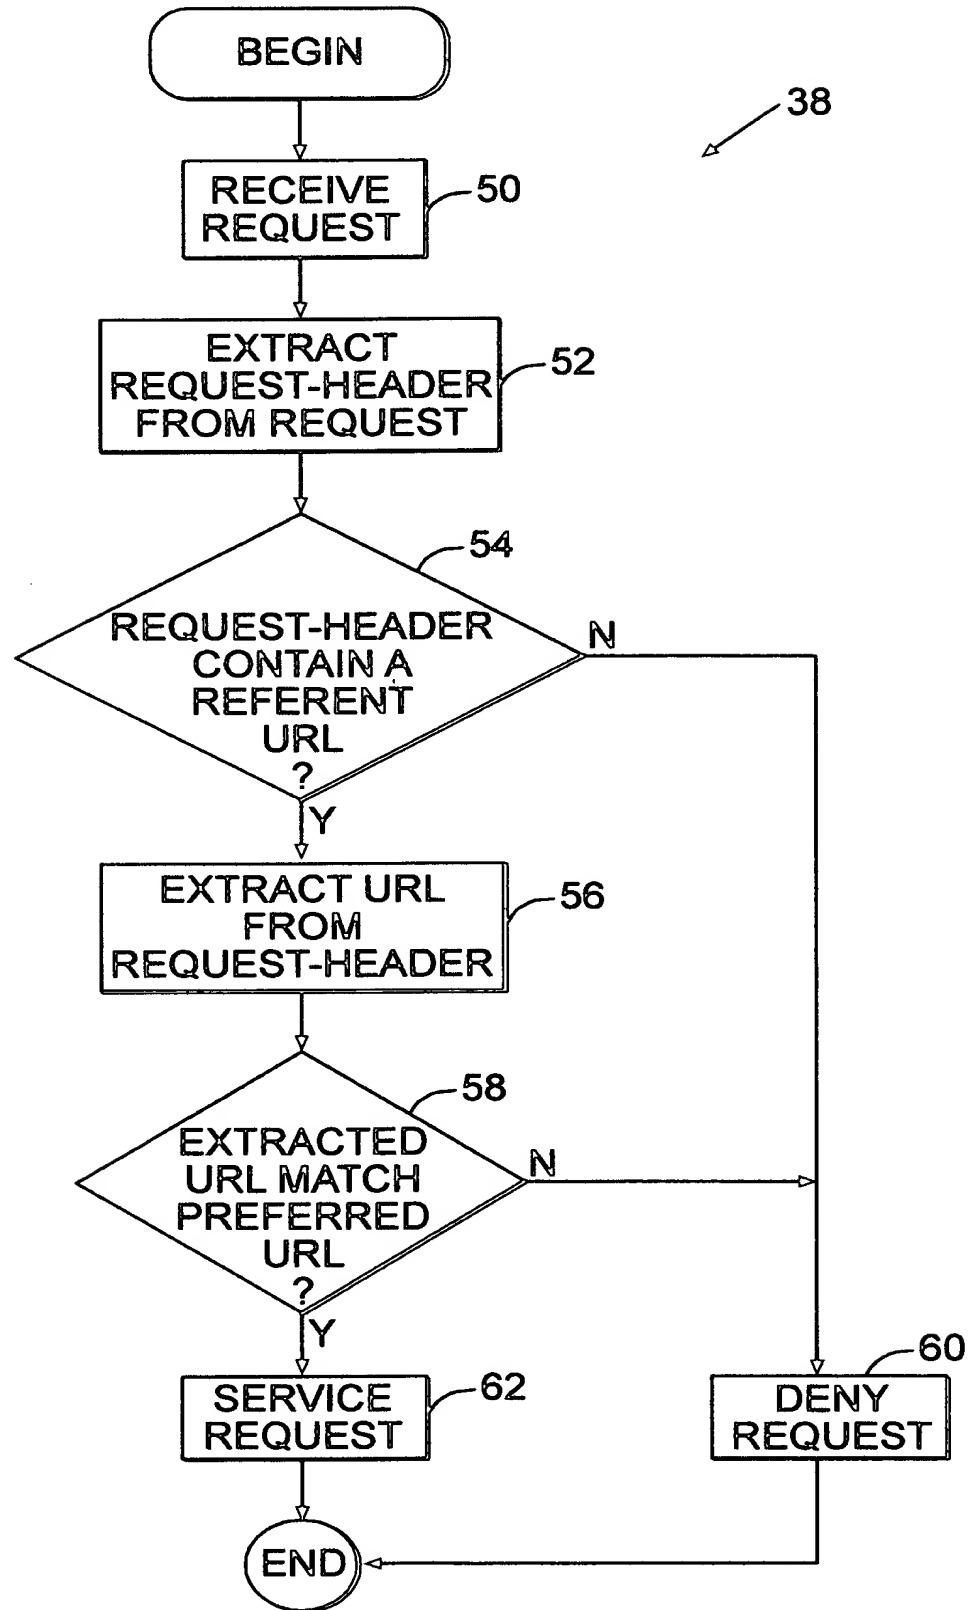 BEGIN
38
RECEIVE
REQUEST
50
EXTRACT
REQUEST-HEADER
FROM REQUEST
52
54
REQUEST-HEADER
CONTAIN A
REFERENT
URL
?
N
Y
EXTRACT URL
FROM
REQUEST-HEADER
56
58
EXTRACTED
URL MATCH
PREFERRED
URL
?
N
Y
SERVICE
REQUEST
62
60
DENY
REQUEST
END